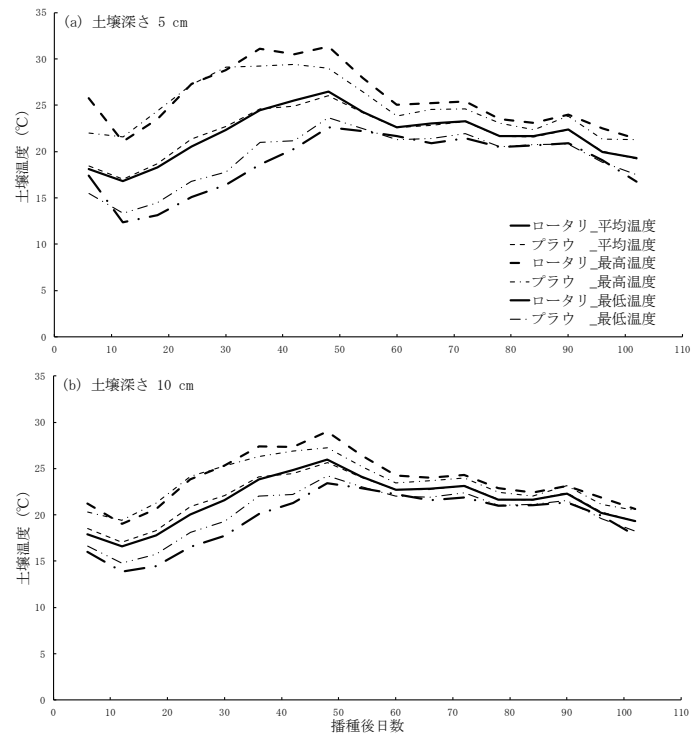 (a) 土壌深さ 5 cm
35
30
25
20
15
10
5
0
土壌温度 (℃)
ロータリ_平均温度
プラウ _平均温度
ロータリ_最高温度
プラウ _最高温度
ロータリ_最低温度
プラウ _最低温度
0 10 20 30 40 50 60 70 80 90 100 110
(b) 土壌深さ 10 cm
35
30
25
20
15
10
5
0
土壌温度 (℃)
0 10 20 30 40 50 60 70 80 90 100 110
播種後日数